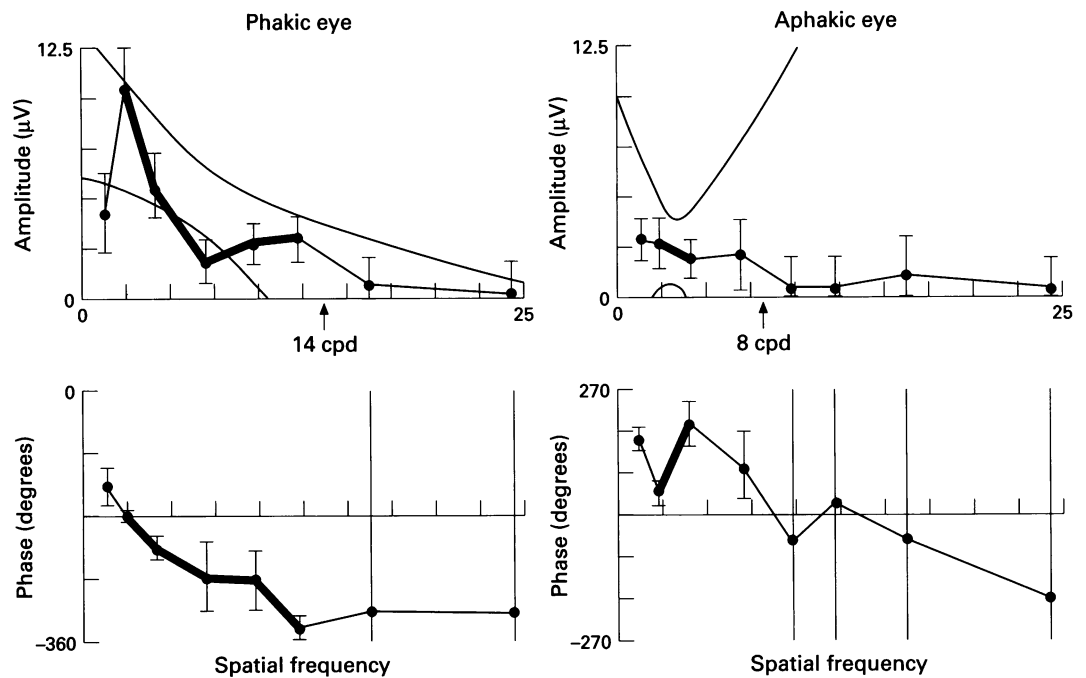 Phakic eye
12.5
Amplitude (μV)
0
0
25
14 cpd
Aphakic eye
12.5
Amplitude (μV)
0
0
25
8 cpd
0
Phase (degrees)
−360
Spatial frequency
270
Phase (degrees)
−270
Spatial frequency